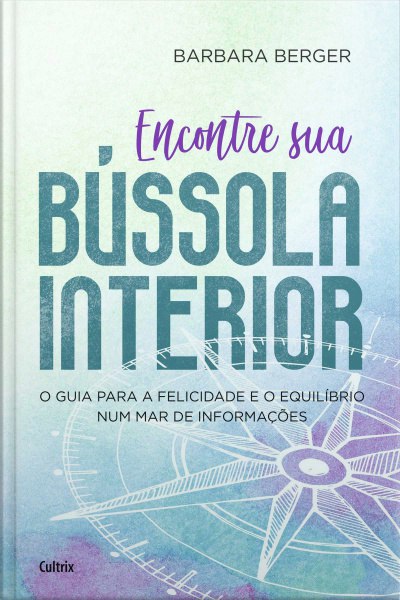 BARBARA BERGER
Encontre sua
BÚSSOLA
INTERIOR
O GUIA PARA A FELICIDADE E O EQUILÍBRIO
NUM MAR DE INFORMAÇÕES
Cultrix